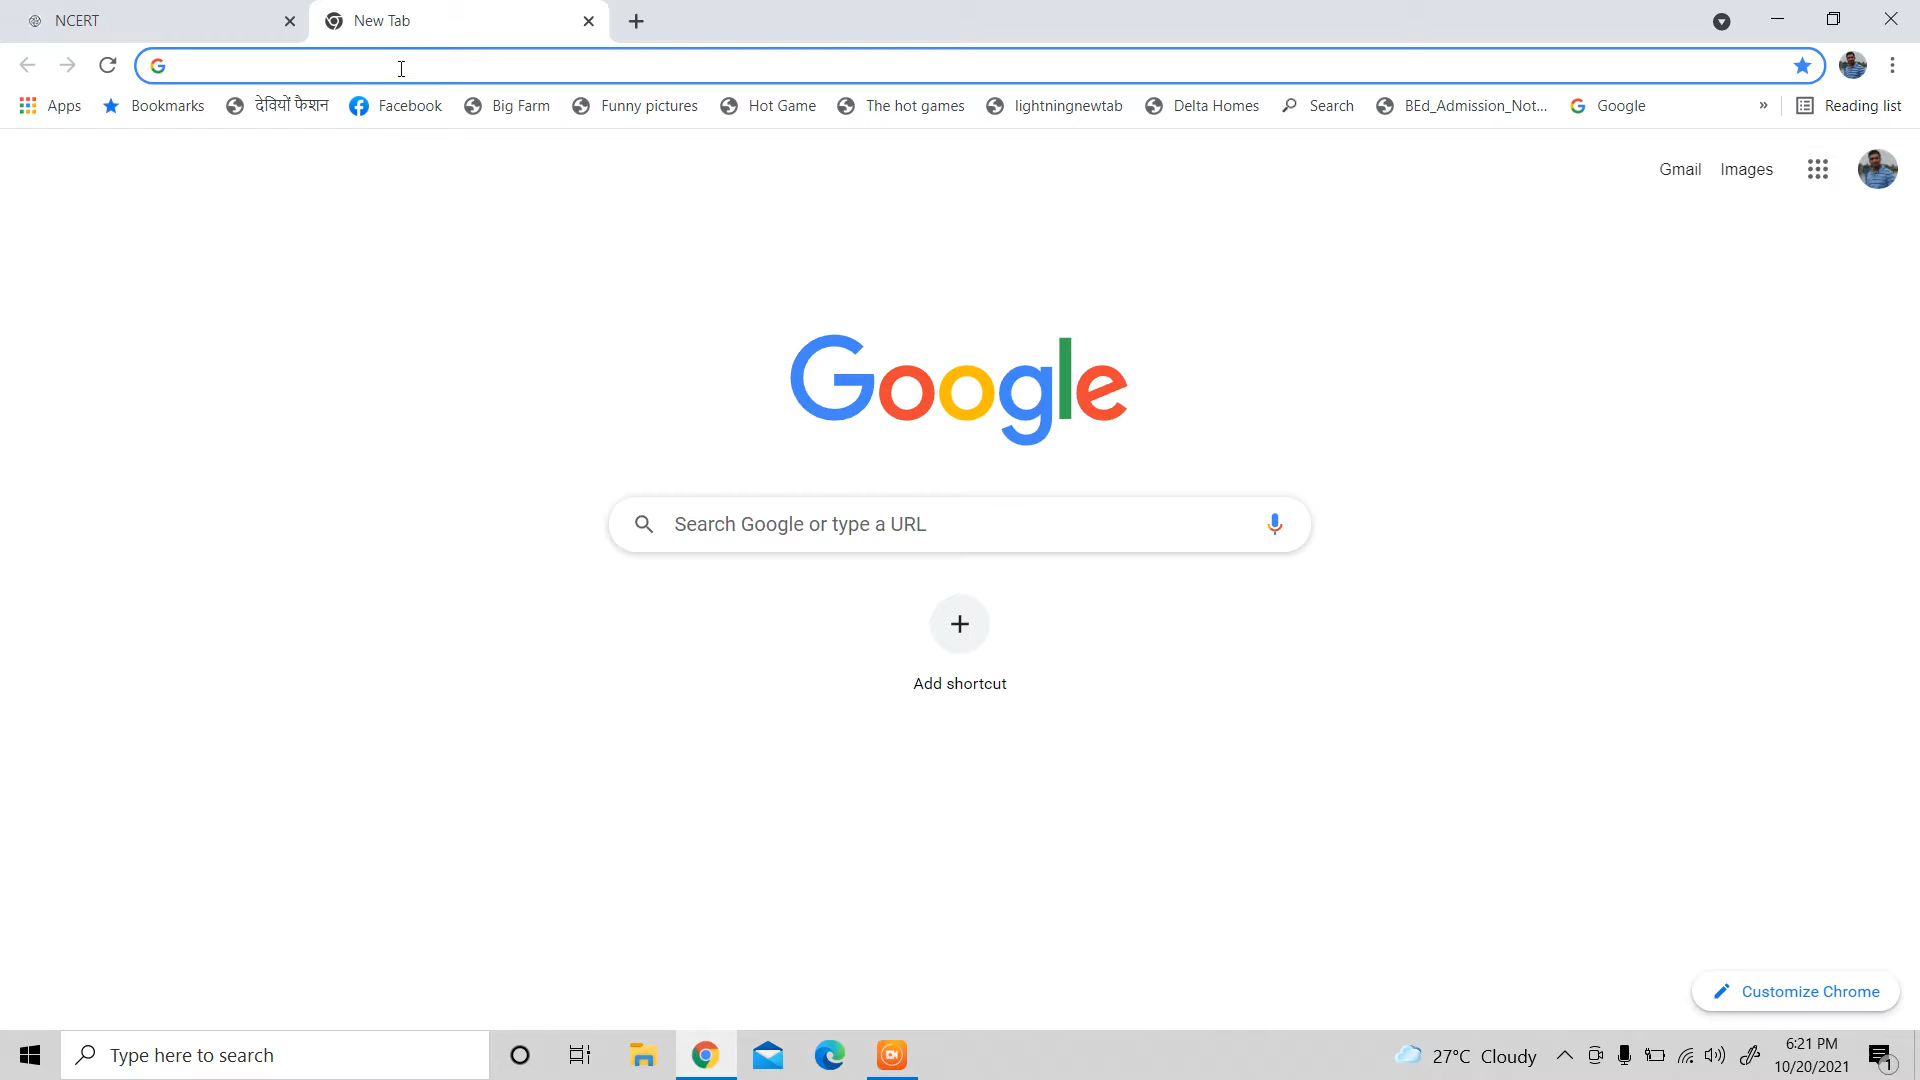 NCERT
New Tab
Apps Bookmarks देवियों फैशन Facebook Big Farm Funny pictures Hot Game The hot games lightningnewtab Delta Homes Search BEd_Admission_Not... Google » Reading list
Gmail Images
Google
Search Google or type a URL
Add shortcut
Customize Chrome
Type here to search
27°C Cloudy
6:21 PM
10/20/2021
1